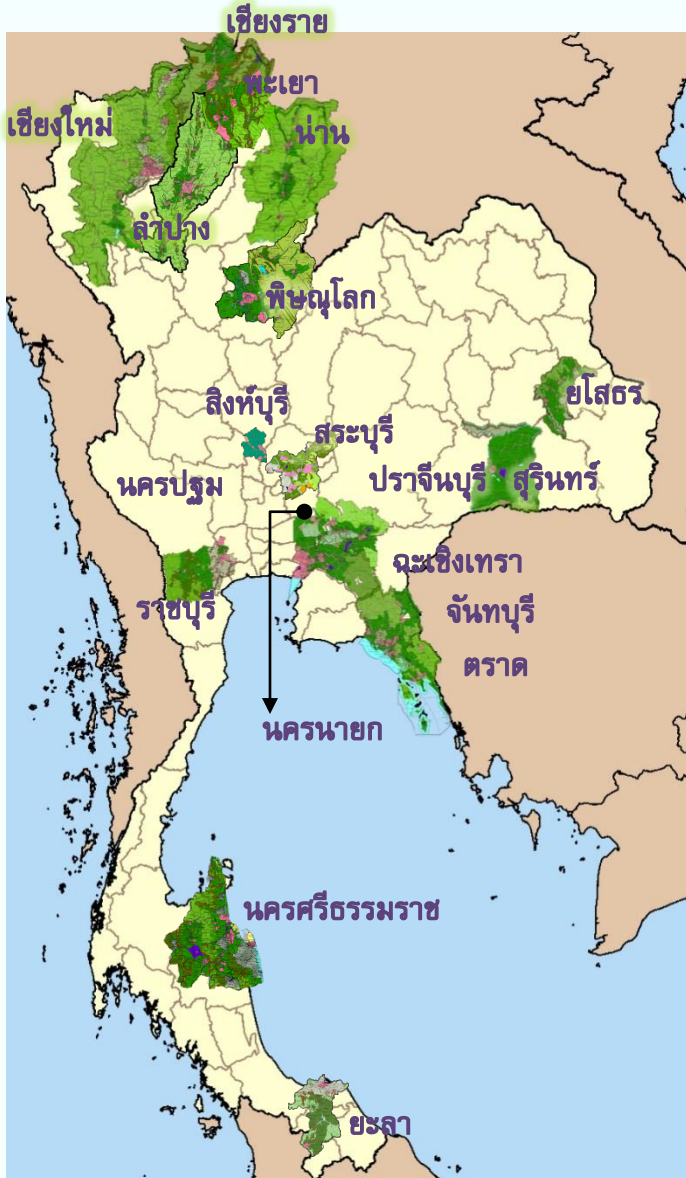 เชียงราย
พะเยา
เชียงใหม่
น่าน
ลำปาง
พิษณุโลก
ยโสธร
สิงห์บุรี
สระบุรี
นครปฐม
ปราจีนบุรี
สุรินทร์
ฉะเชิงเทรา
ราชบุรี
จันทบุรี
ตราด
นครนายก
นครศรีธรรมราช
ยะลา